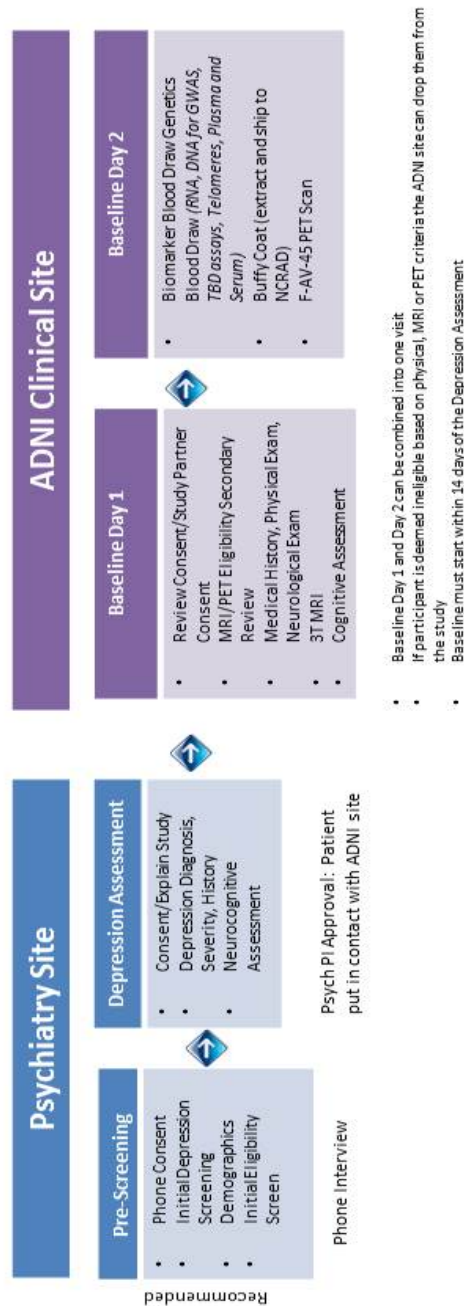 Psychiatry Site
Pre-Screening
Recommended
• Phone Consent
• Initial Depression
Screening
• Demographics
• Initial Eligibility
Screen
Phone Interview
Depression Assessment
• Consent/Explain Study
• Depression Diagnosis,
Severity, History
• Neurocognitive
Assessment
Psych PI Approval: Patient
put in contact with ADNI site
ADNI Clinical Site
Baseline Day 1
• Review Consent/Study Partner
Consent
• MRI/PET Eligibility Secondary
Review
• Medical History, Physical Exam,
Neurological Exam
• 3T MRI
• Cognitive Assessment
Baseline Day 2
• Biomarker Blood Draw Genetics
Blood Draw (RNA, DNA for GWAS,
TBD assays, Telomeres, Plasma and
Serum)
• Buffy Coat (extract and ship to
NCRAD)
• F-AV-45 PET Scan
• Baseline Day 1 and Day 2 can be combined into one visit
• If participant is deemed ineligible based on physical, MRI or PET criteria the ADNI site can drop them from
the study
• Baseline must start within 14 days of the Depression Assessment